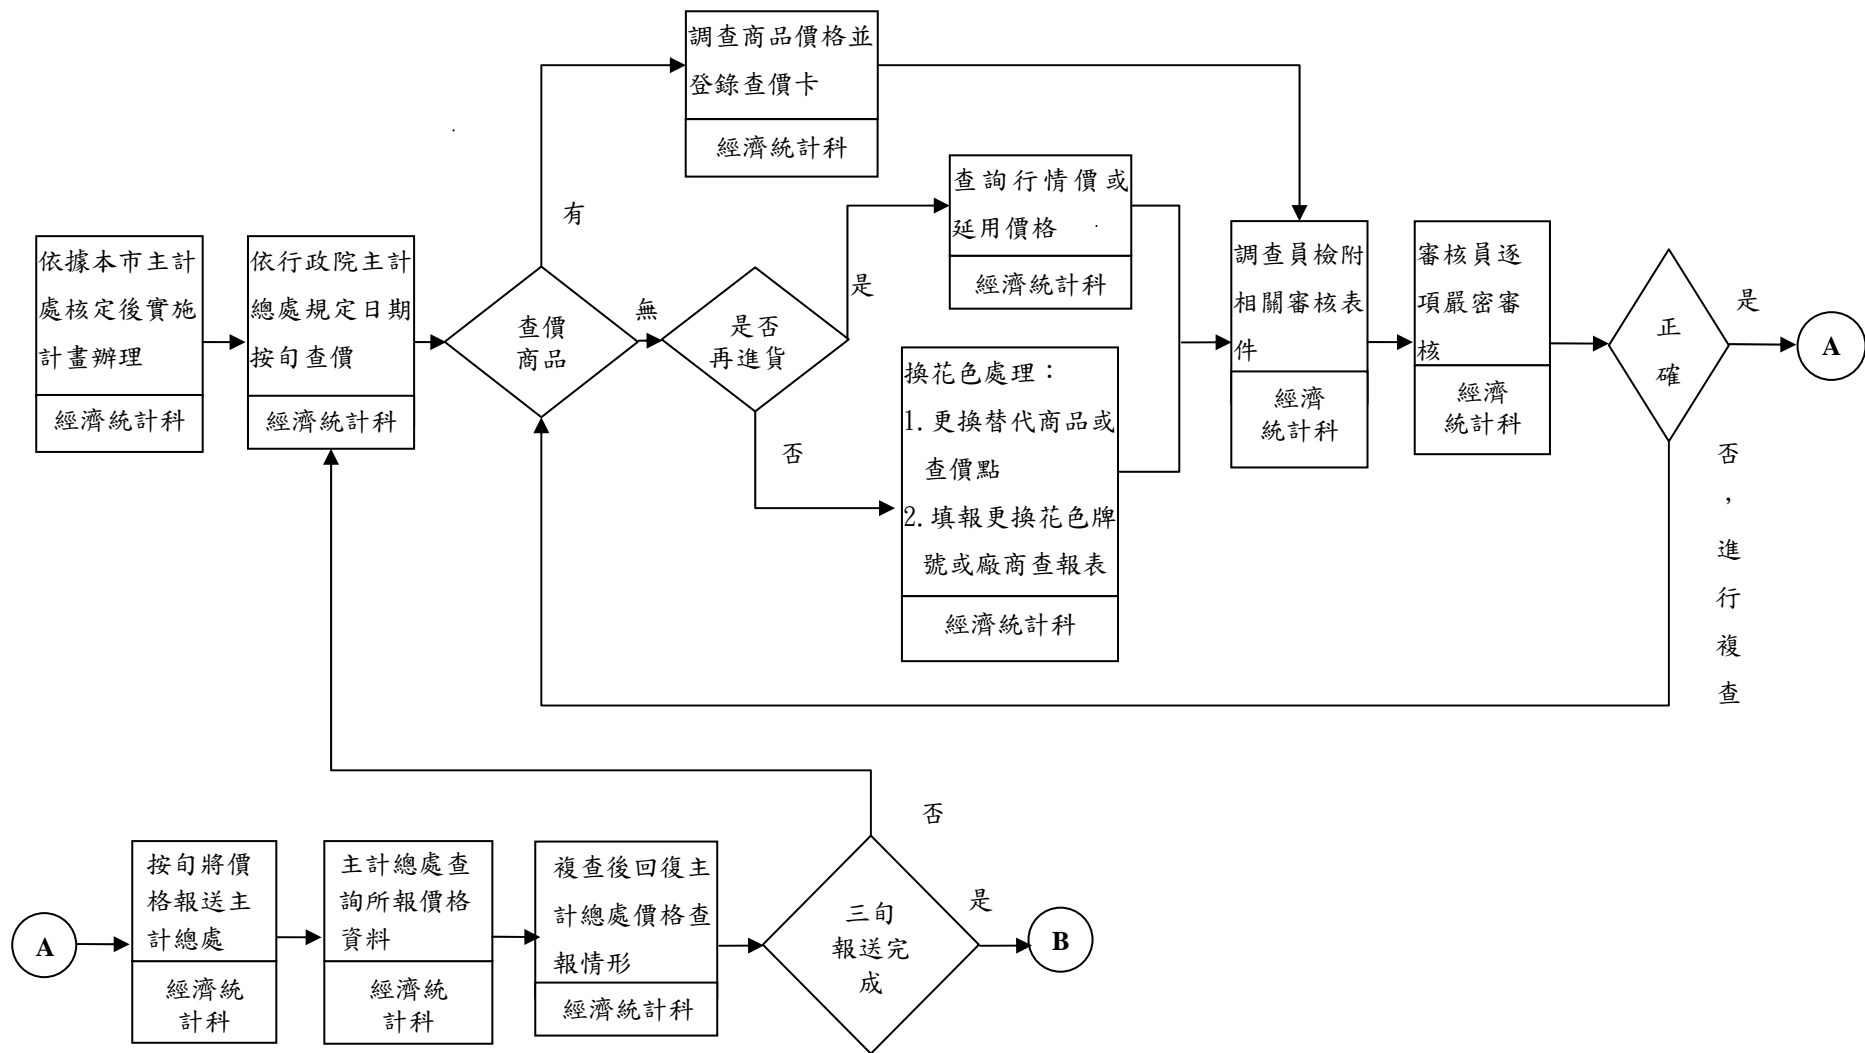 調查商品價格並
登錄查價卡
經濟統計科
有
查詢行情價或
延用價格
經濟統計科
是
依據本市主計
處核定後實施
計畫辦理
經濟統計科
依行政院主計
總處規定日期
按旬查價
經濟統計科
查價
商品
無
是否
再進貨
否
換花色處理：
1.更換替代商品或
查價點
2.填報更換花色牌
號或廠商查報表
經濟統計科
調查員檢附
相關審核表
件
經濟
統計科
審核員逐
項嚴密審
核
經濟
統計科
正
確
是
A
否
，
進
行
複
查
A
按旬將價
格報送主
計總處
經濟統
計科
主計總處查
詢所報價格
資料
經濟統
計科
複查後回復主
計總處價格查
報情形
經濟統計科
三旬
報送完
成
否
是
B